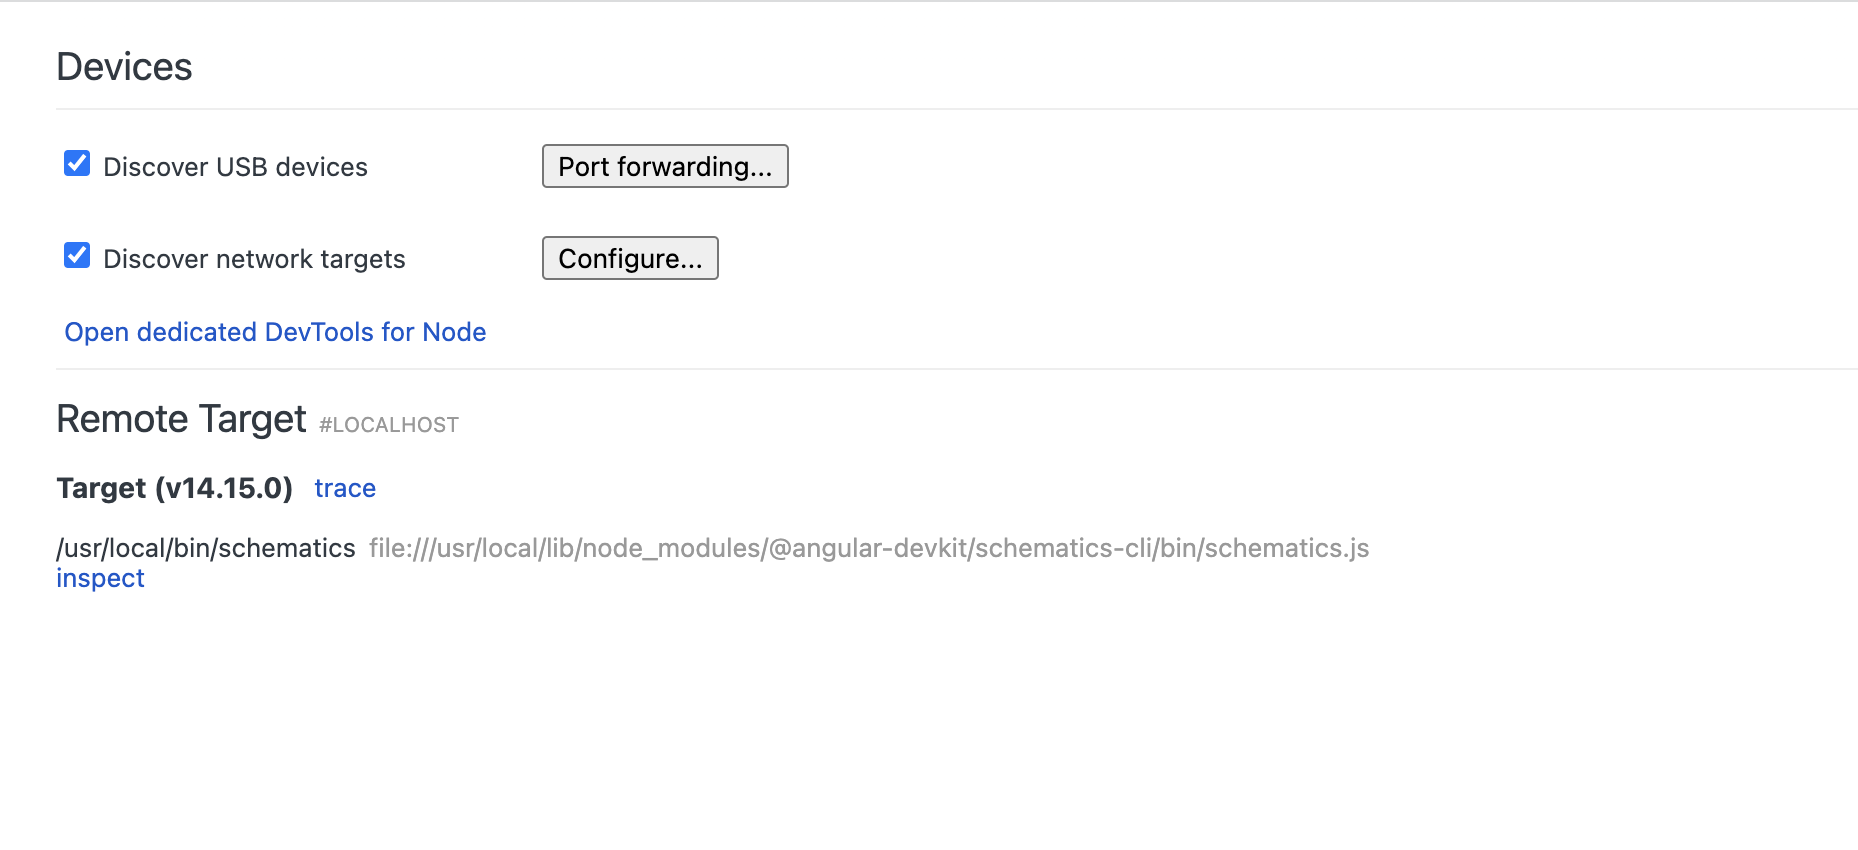 Devices
Discover USB devices Port forwarding...
Discover network targets Configure...
Open dedicated DevTools for Node
Remote Target #LOCALHOST
Target (v14.15.0) trace
/usr/local/bin/schematics file:///usr/local/lib/node_modules/@angular-devkit/schematics-cli/bin/schematics.js
inspect